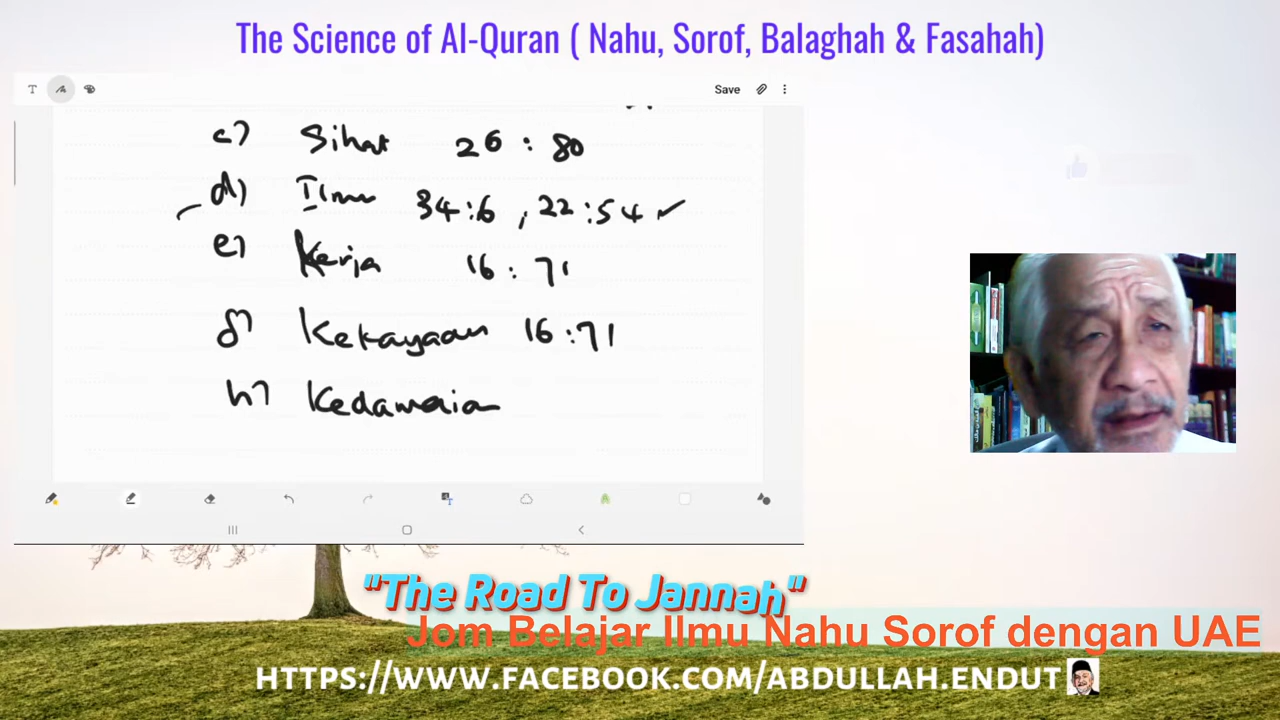 The Science of Al-Quran ( Nahu, Sorof, Balaghah & Fasahah)
T Save
c) Sihat 26 : 80
d) Ilmu 34:6 , 22:54 ✓
e) Kerja 16 : 71
f) Kekayaan 16:71
h) Kedamaian
"The Road To Jannah"
Jom Belajar Ilmu Nahu Sorof dengan UAE
HTTPS://WWW.FACEBOOK.COM/ABDULLAH.ENDUT